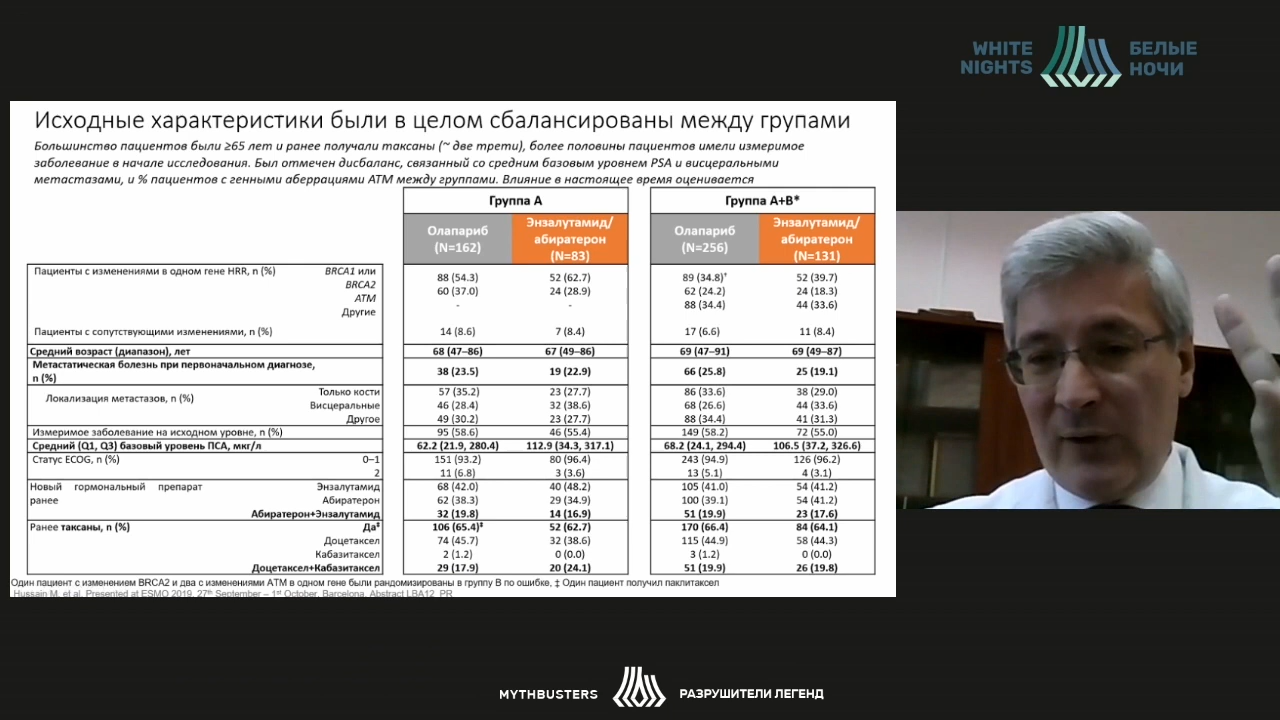 WHITE NIGHTS
БЕЛЫЕ НОЧИ
Исходные характеристики были в целом сбалансированы между групами
Большинство пациентов были ≥65 лет и ранее получали таксаны (~ две трети), более половины пациентов имели измеримое
заболевание в начале исследования. Был отмечен дисбаланс, связанный со средним базовым уровнем PSA и висцеральными
метастазами, и % пациентов с генными аберрациями ATM между группами. Влияние в настоящее время оценивается
Группа А Группа А+В*
Олапариб (N=162) Энзалутамид/ абиратерон (N=83) Олапариб (N=256) Энзалутамид/ абиратерон (N=131)
Пациенты с изменениями в одном гене HRR, n (%) BRCA1 или
BRCA2 88 (54.3) 52 (62.7) 89 (34.8)† 52 (39.7)
ATM 60 (37.0) 24 (28.9) 62 (24.2) 24 (18.3)
Другие - - 88 (34.4) 44 (33.6)
Пациенты с сопутствующими изменениями, n (%) 14 (8.6) 7 (8.4) 17 (6.6) 11 (8.4)
Средний возраст (диапазон), лет 68 (47–86) 67 (49–86) 69 (47–91) 69 (49–87)
Метастатическая болезнь при первоначальном диагнозе,
n (%) 38 (23.5) 19 (22.9) 66 (25.8) 25 (19.1)
Локализация метастазов, n (%) Только кости 57 (35.2) 23 (27.7) 86 (33.6) 38 (29.0)
Висцеральные 46 (28.4) 32 (38.6) 68 (26.6) 44 (33.6)
Другое 49 (30.2) 23 (27.7) 88 (34.4) 41 (31.3)
Измеримое заболевание на исходном уровне, n (%) 95 (58.6) 46 (55.4) 149 (58.2) 72 (55.0)
Средний (Q1, Q3) базовый уровень ПСА, мкг/л 62.2 (21.9, 280.4) 112.9 (34.3, 317.1) 68.2 (24.1, 294.4) 106.5 (37.2, 326.6)
Статус ECOG, n (%) 0–1 151 (93.2) 80 (96.4) 243 (94.9) 126 (96.2)
2 11 (6.8) 3 (3.6) 13 (5.1) 4 (3.1)
Новый гормональный препарат Энзалутамид 68 (42.0) 40 (48.2) 105 (41.0) 54 (41.2)
ранее Абиратерон 62 (38.3) 29 (34.9) 100 (39.1) 54 (41.2)
Абиратерон+Энзалутамид 32 (19.8) 14 (16.9) 51 (19.9) 23 (17.6)
Ранее таксаны, n (%) Да‡ 106 (65.4)‡ 52 (62.7) 170 (66.4) 84 (64.1)
Доцетаксел 74 (45.7) 32 (38.6) 115 (44.9) 58 (44.3)
Кабазитаксел 2 (1.2) 0 (0.0) 3 (1.2) 0 (0.0)
Доцетаксел+Кабазитаксел 29 (17.9) 20 (24.1) 51 (19.9) 26 (19.8)
Один пациент с изменением BRCA2 и два с изменениями ATM в одном гене были рандомизированы в группу В по ошибке, ‡ Один пациент получил паклитаксел
Hussain M, et al. Presented at ESMO 2019, 27th September – 1st October, Barcelona. Abstract LBA12_PR
MYTHBUSTERS РАЗРУШИТЕЛИ ЛЕГЕНД